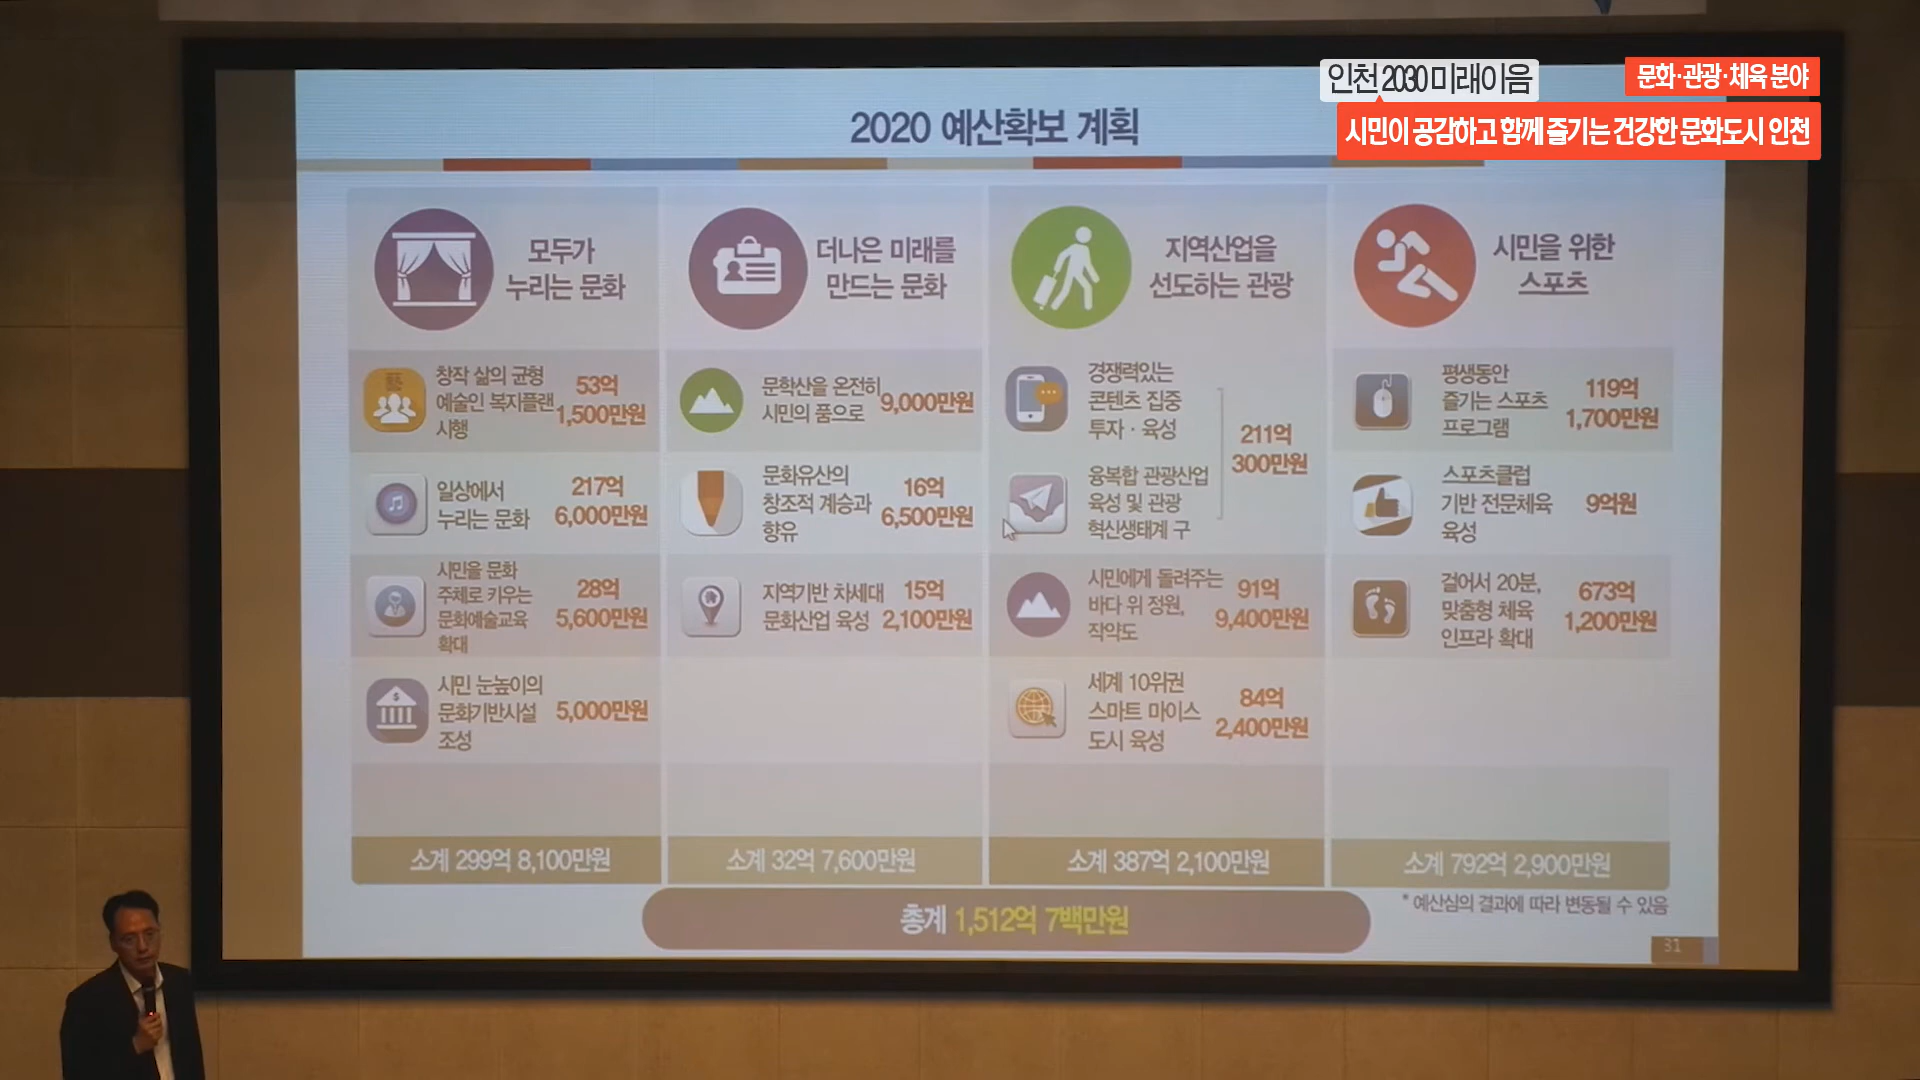 인천 2030 미래이음
문화·관광·체육 분야
시민이 공감하고 함께 즐기는 건강한 문화도시 인천
2020 예산확보 계획
모두가
누리는 문화
창작 삶의 균형
예술인 복지플랜
시행
53억
1,500만원
일상에서
누리는 문화
217억
6,000만원
시민을 문화
주체로 키우는
문화예술교육
확대
28억
5,600만원
시민 눈높이의
문화기반시설
조성
5,000만원
소계 299억 8,100만원
더나은 미래를
만드는 문화
문학산을 온전히
시민의 품으로
9,000만원
문화유산의
창조적 계승과
향유
16억
6,500만원
지역기반 차세대
문화산업 육성
15억
2,100만원
소계 32억 7,600만원
지역산업을
선도하는 관광
경쟁력있는
콘텐츠 집중
투자 · 육성
융복합 관광산업
육성 및 관광
혁신생태계 구
211억
300만원
시민에게 돌려주는
바다 위 정원,
작약도
91억
9,400만원
세계 10위권
스마트 마이스
도시 육성
84억
2,400만원
소계 387억 2,100만원
시민을 위한
스포츠
평생동안
즐기는 스포츠
프로그램
119억
1,700만원
스포츠클럽
기반 전문체육
육성
9억원
걸어서 20분,
맞춤형 체육
인프라 확대
673억
1,200만원
소계 792억 2,900만원
총계 1,512억 7백만원
* 예산심의 결과에 따라 변동될 수 있음
31